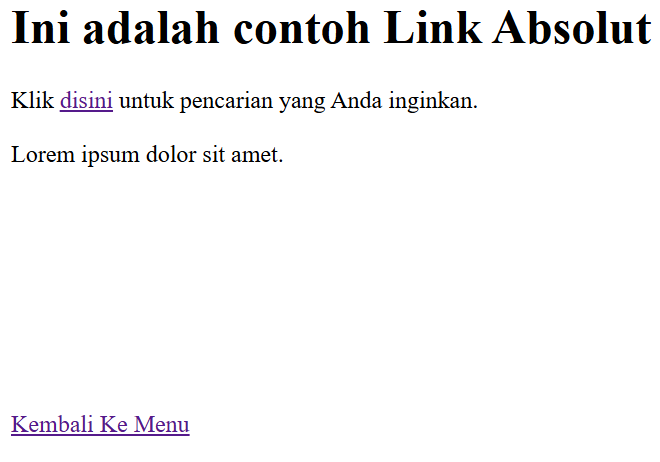 Ini adalah contoh Link Absolut
Klik disini untuk pencarian yang Anda inginkan.
Lorem ipsum dolor sit amet.
Kembali Ke Menu